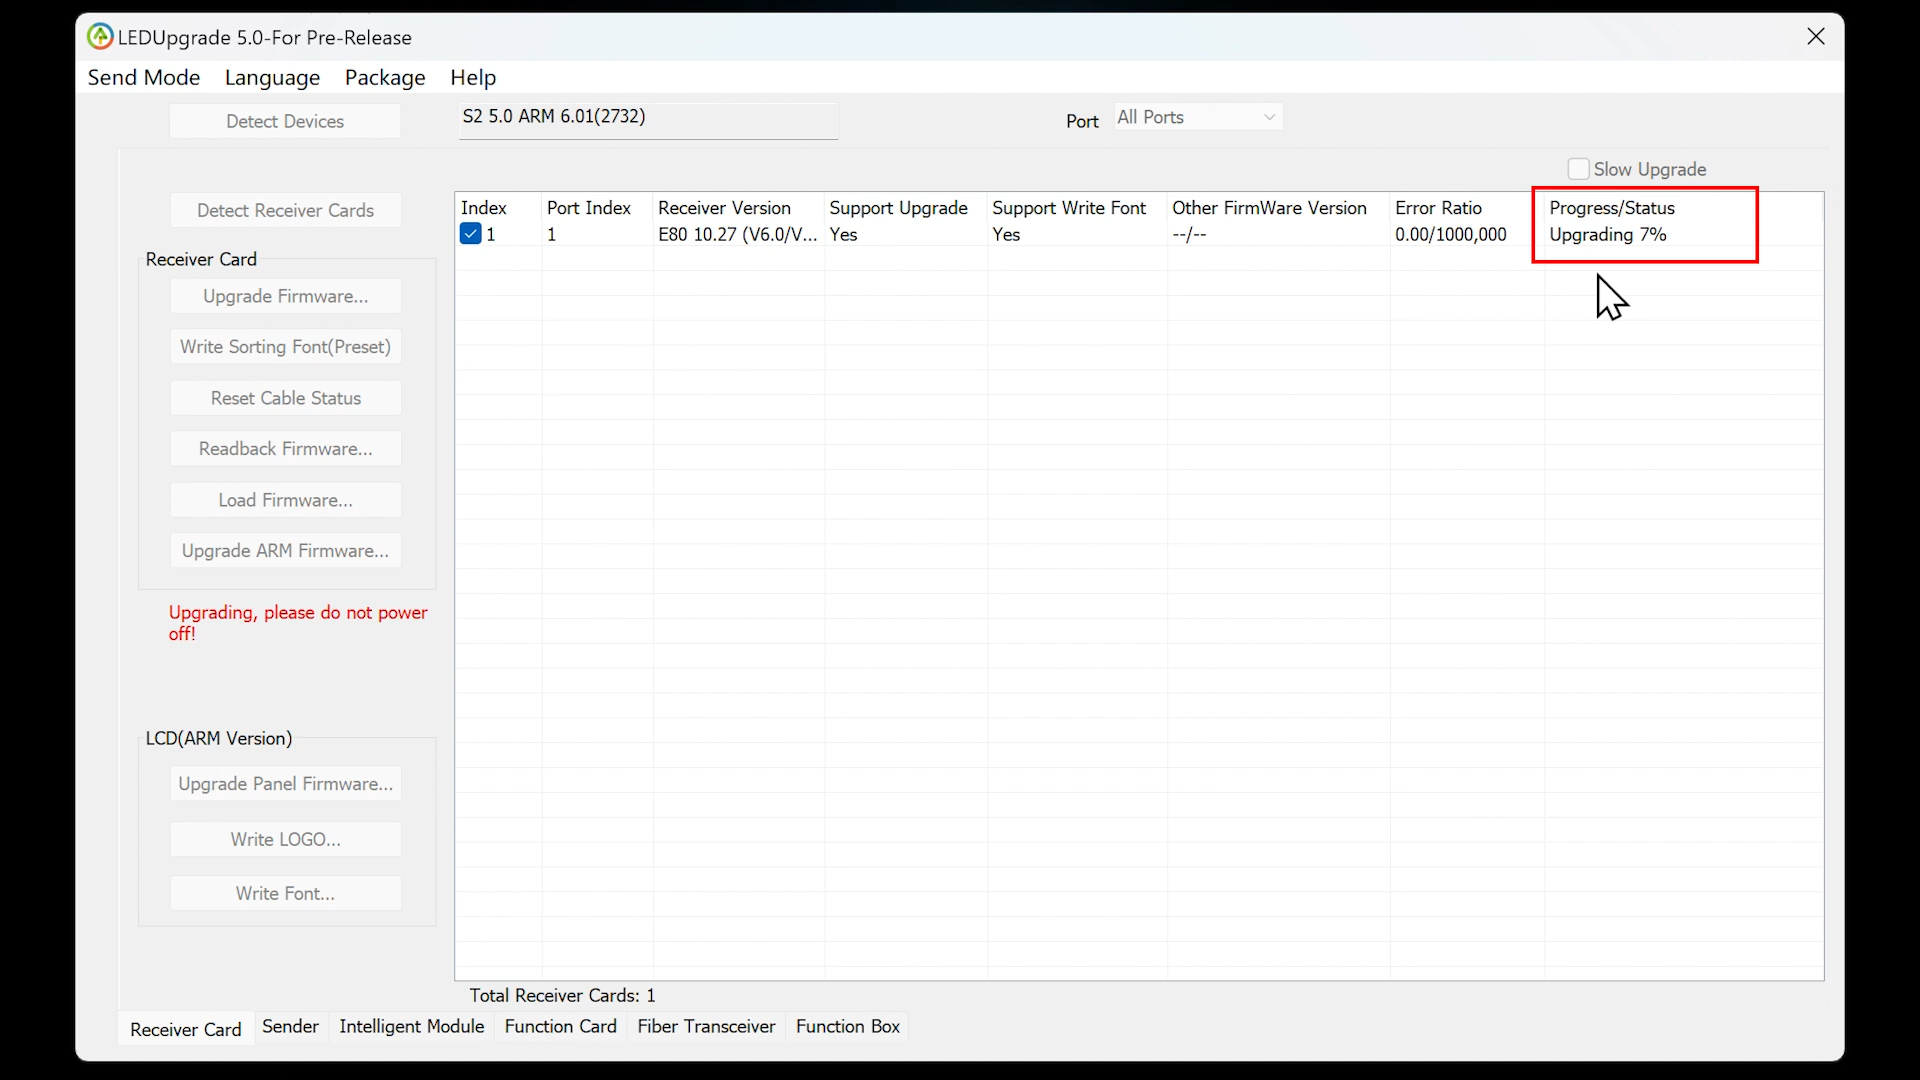 LEDUpgrade 5.0-For Pre-Release
Send Mode Language Package Help
Detect Devices S2 5.0 ARM 6.01(2732) Port All Ports
Slow Upgrade
Detect Receiver Cards
Index Port Index Receiver Version Support Upgrade Support Write Font Other FirmWare Version Error Ratio Progress/Status
1 1 E80 10.27 (V6.0/V... Yes Yes --/-- 0.00/1000,000 Upgrading 7%
Receiver Card
Upgrade Firmware...
Write Sorting Font(Preset)
Reset Cable Status
Readback Firmware...
Load Firmware...
Upgrade ARM Firmware...
Upgrading, please do not power
off!
LCD(ARM Version)
Upgrade Panel Firmware...
Write LOGO...
Write Font...
Total Receiver Cards: 1
Receiver Card Sender Intelligent Module Function Card Fiber Transceiver Function Box